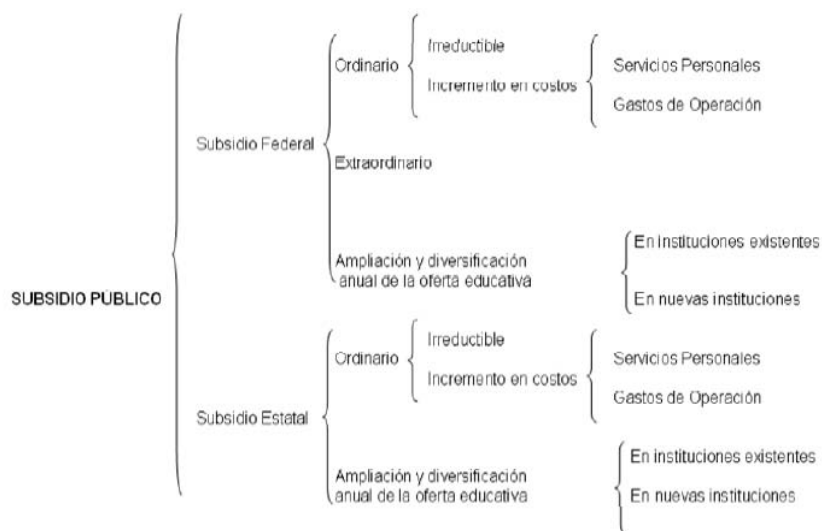 SUBSIDIO PÚBLICO
Subsidio Federal
Ordinario
Irreductible
Incremento en costos
Servicios Personales
Gastos de Operación
Extraordinario
Ampliación y diversificación
anual de la oferta educativa
En instituciones existentes
En nuevas instituciones
Subsidio Estatal
Ordinario
Irreductible
Incremento en costos
Servicios Personales
Gastos de Operación
Ampliación y diversificación
anual de la oferta educativa
En instituciones existentes
En nuevas instituciones